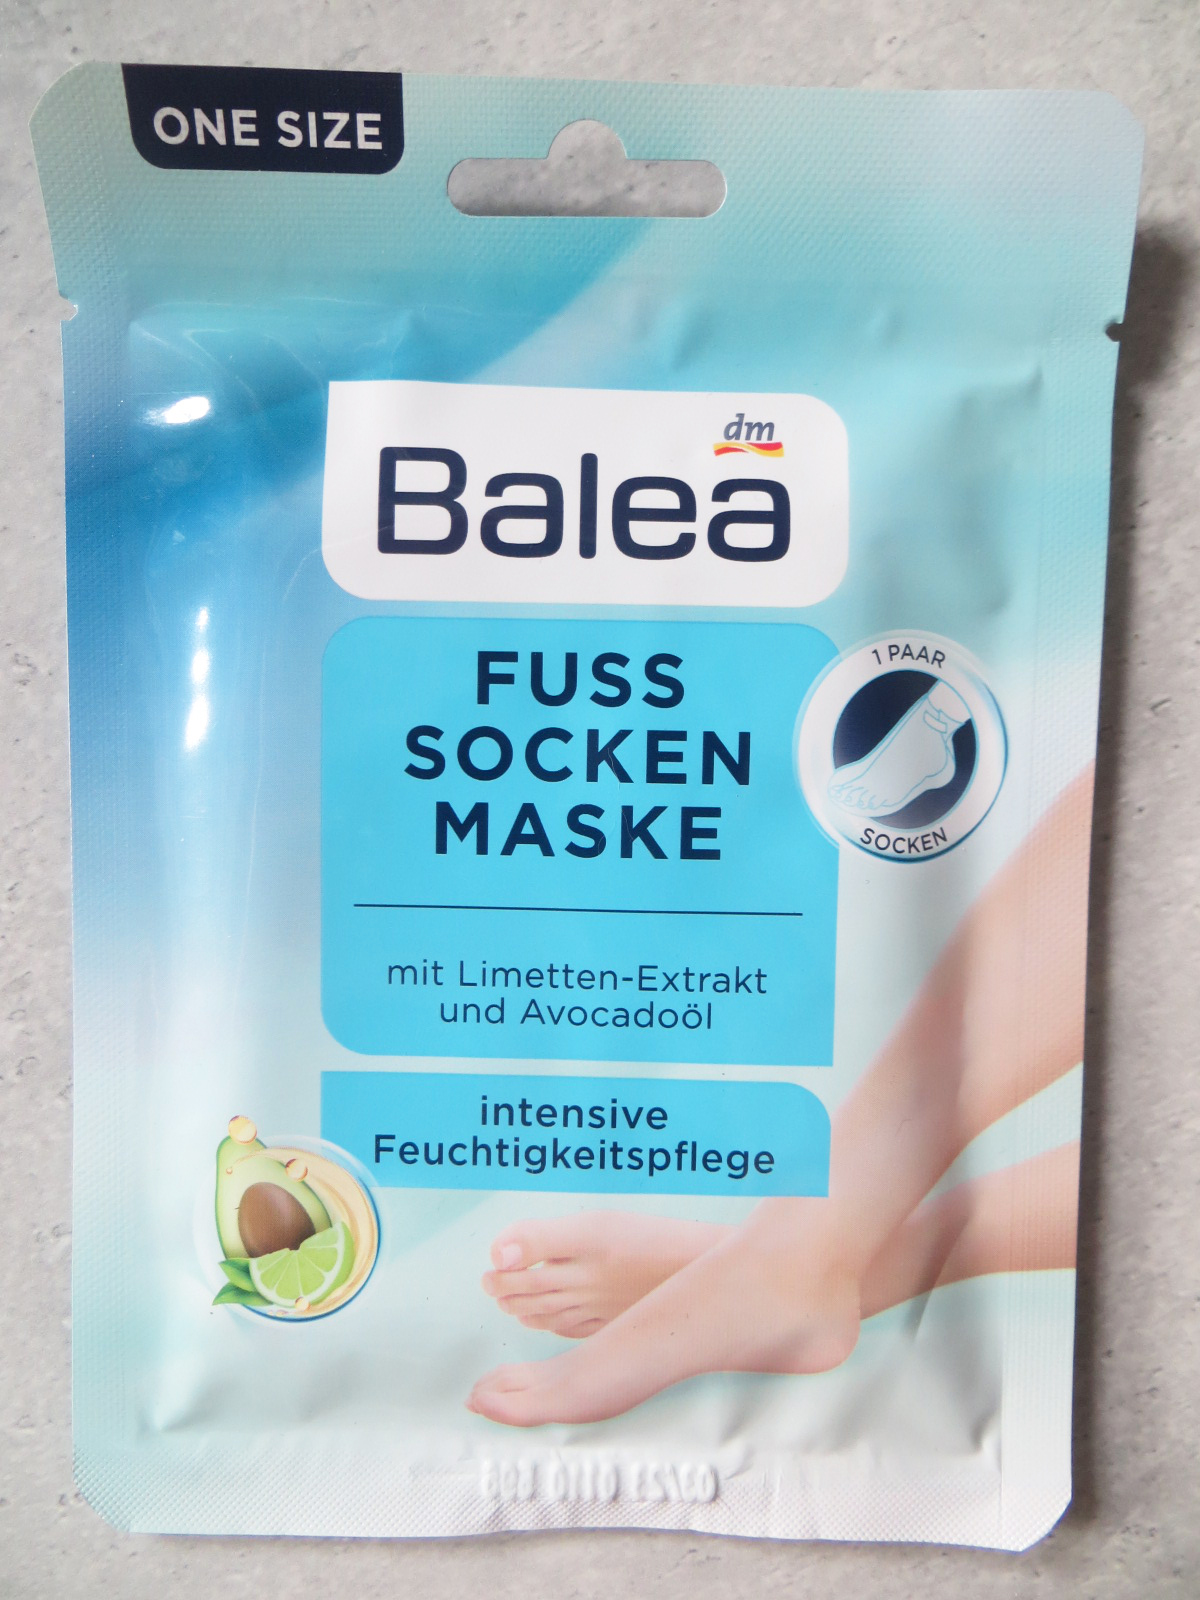 ONE SIZE
dm
Balea
FUSS
SOCKEN
MASKE
1 PAAR
SOCKEN
mit Limetten-Extrakt
und Avocadoöl
intensive
Feuchtigkeitspflege